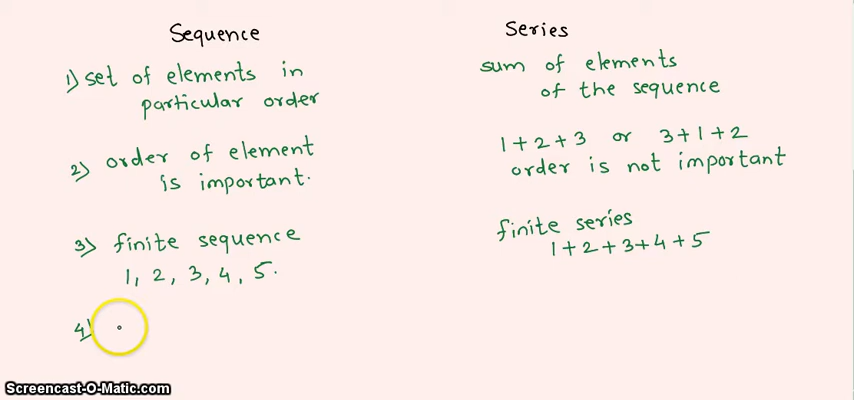 Sequence
1) set of elements in
particular order
2) order of element
is important.
3) finite sequence
1, 2, 3, 4, 5.
4)
Series
sum of elements
of the sequence
1+2+3 or 3+1+2
order is not important
finite series
1+2+3+4+5
Screencast-O-Matic.com